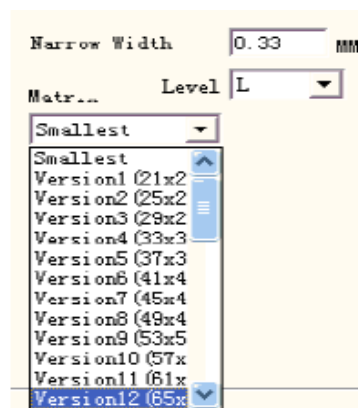 Narrow Width 0.33 MM
Level L
Smallest
Smallest
Version1 (21x2
Version2 (25x2
Version3 (29x2
Version4 (33x3
Version5 (37x3
Version6 (41x4
Version7 (45x4
Version8 (49x4
Version9 (53x5
Version10 (57x
Version11 (61x
Version12 (65x